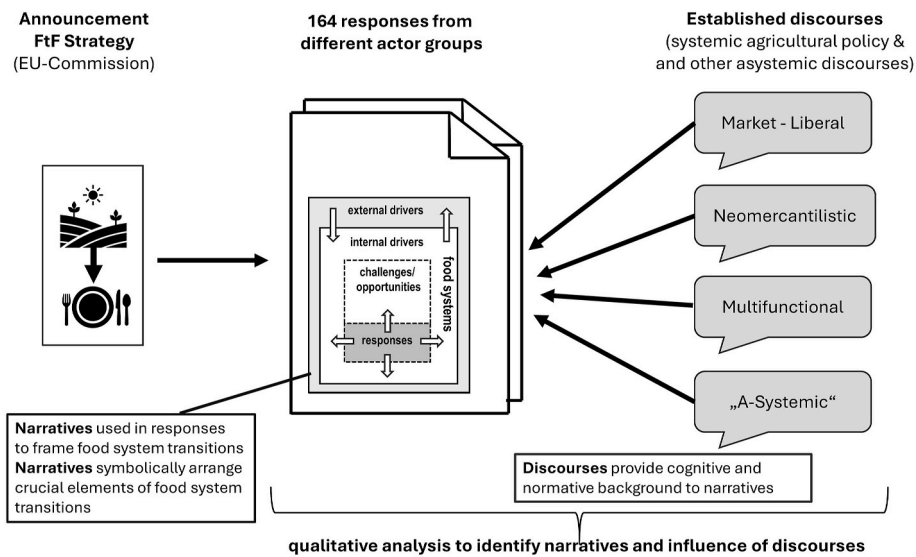 Announcement
FtF Strategy
(EU-Commission)
164 responses from
different actor groups
Established discourses
(systemic agricultural policy &
and other asystemic discourses)
Market - Liberal
Neomercantilistic
Multifunctional
„A-Systemic“
external drivers
internal drivers
food systems
challenges/
opportunities
responses
Narratives used in responses
to frame food system transitions
Narratives symbolically arrange
crucial elements of food system
transitions
Discourses provide cognitive and
normative background to narratives
qualitative analysis to identify narratives and influence of discourses